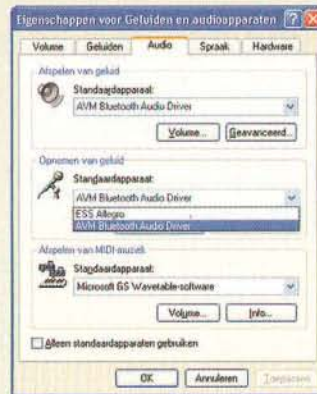 Eigenschappen voor Geluiden en audioapparaten
Volume Geluiden Audio Spraak Hardware
Afspelen van geluid
Standaardapparaat:
AVM Bluetooth Audio Driver
Volume... Geavanceerd...
Opnemen van geluid
Standaardapparaat:
AVM Bluetooth Audio Driver
ESS Allegro
AVM Bluetooth Audio Driver
Afspelen van MIDI-muziek
Standaardapparaat:
Microsoft GS Wavetable-software
Volume... Info...
Alleen standaardapparaten gebruiken
OK Annuleren Toepassen